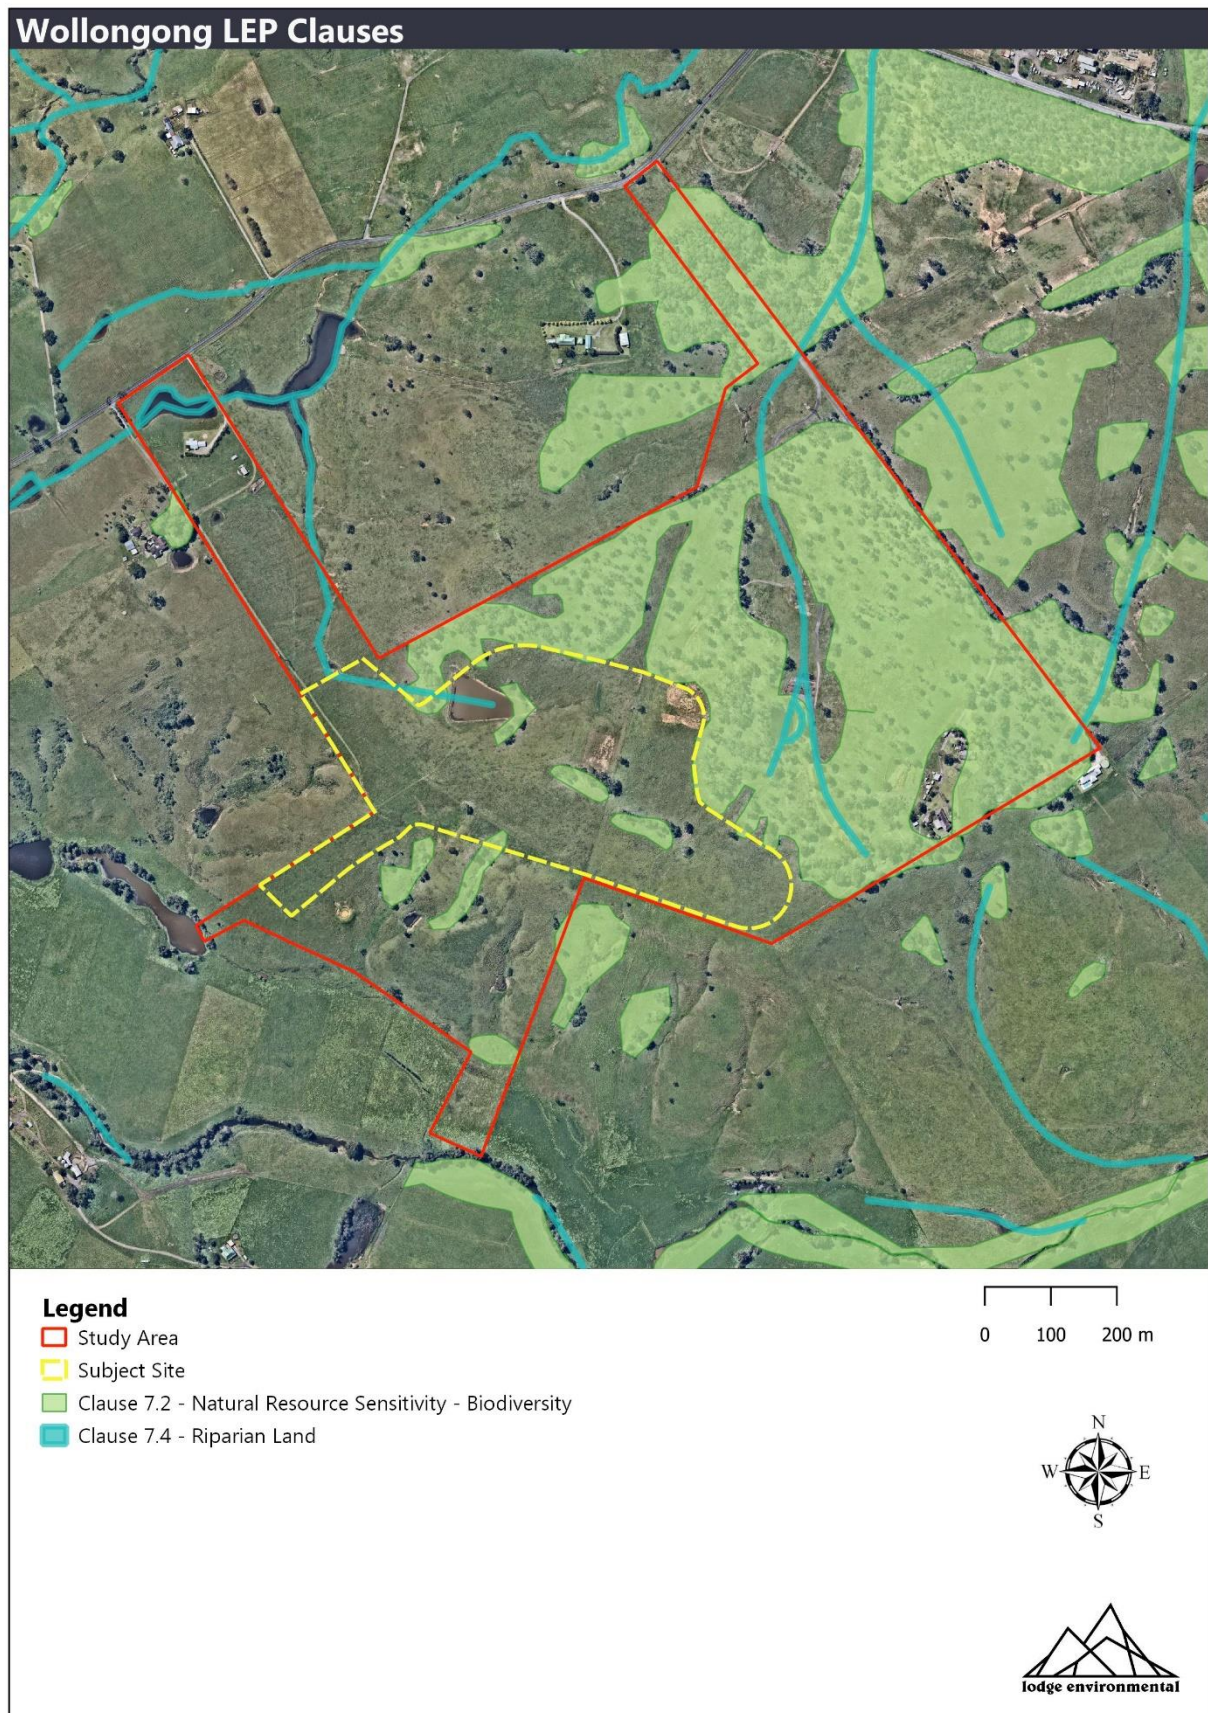 Wollongong LEP Clauses
Legend
Study Area
Subject Site
Clause 7.2 - Natural Resource Sensitivity - Biodiversity
Clause 7.4 - Riparian Land
0 100 200 m
N
W E
S
lodge environmental